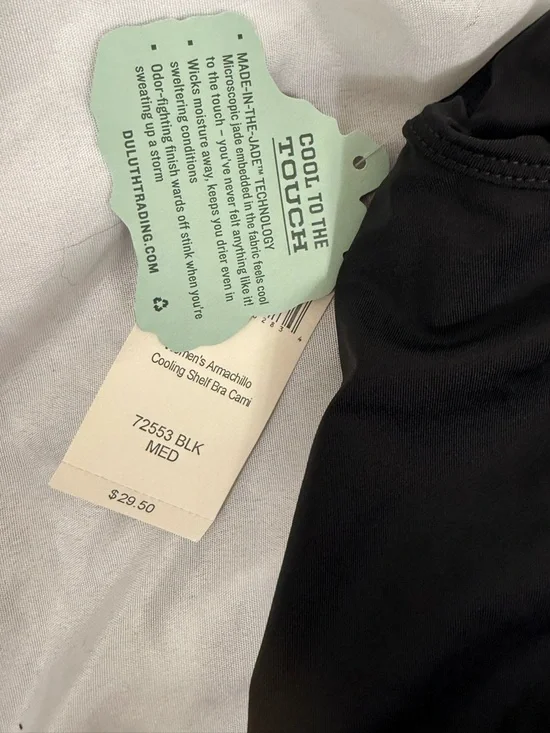 COOL TO THE
TOUCH
▪ MADE-IN-THE-JADE™ TECHNOLOGY
Microscopic jade embedded in the fabric feels cool
to the touch – you've never felt anything like it!
▪ Wicks moisture away, keeps you drier even in
sweltering conditions
▪ Odor-fighting finish wards off stink when you're
sweating up a storm
DULUTHTRADING.COM
Women's Armachillo
Cooling Shelf Bra Cami
72553 BLK
MED
$29.50